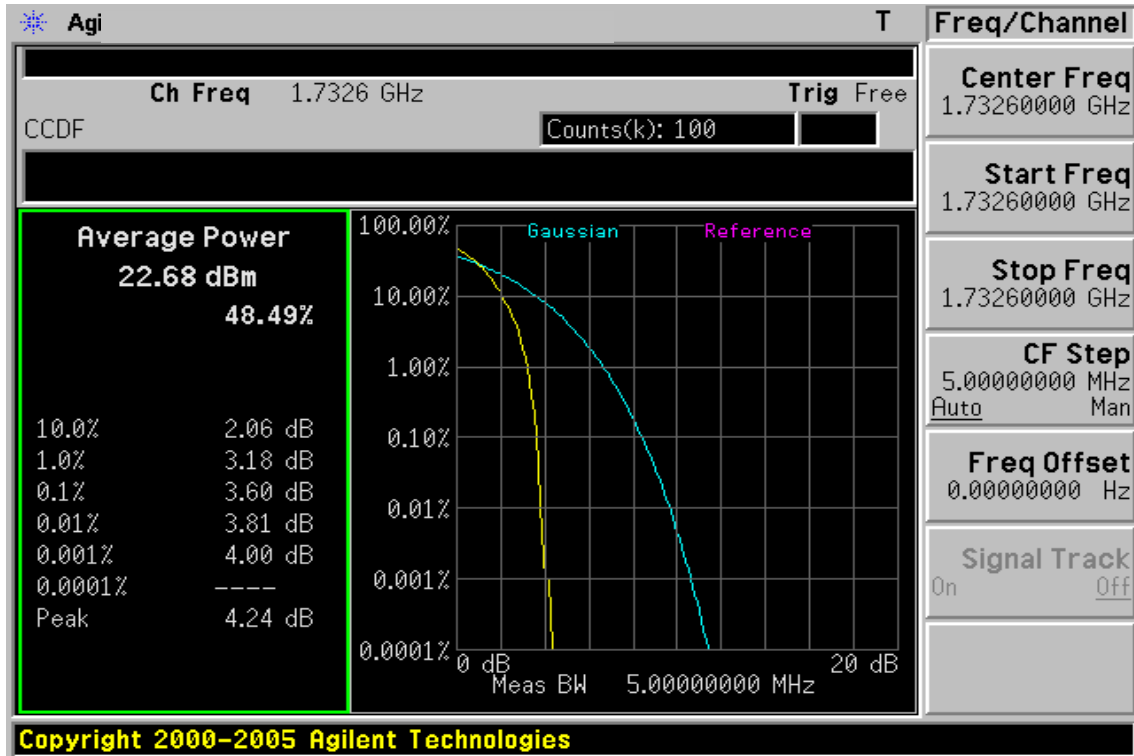 Agi T
Ch Freq 1.7326 GHz Trig Free
CCDF Counts(k): 100
Average Power
22.68 dBm
48.49%
10.0% 2.06 dB
1.0% 3.18 dB
0.1% 3.60 dB
0.01% 3.81 dB
0.001% 4.00 dB
0.0001% ----
Peak 4.24 dB
Gaussian Reference
100.00%
10.00%
1.00%
0.10%
0.01%
0.001%
0.0001%
0 dB 20 dB
Meas BW 5.00000000 MHz
Freq/Channel
Center Freq
1.73260000 GHz
Start Freq
1.73260000 GHz
Stop Freq
1.73260000 GHz
CF Step
5.00000000 MHz
Auto Man
Freq Offset
0.00000000 Hz
Signal Track
On Off
Copyright 2000-2005 Agilent Technologies